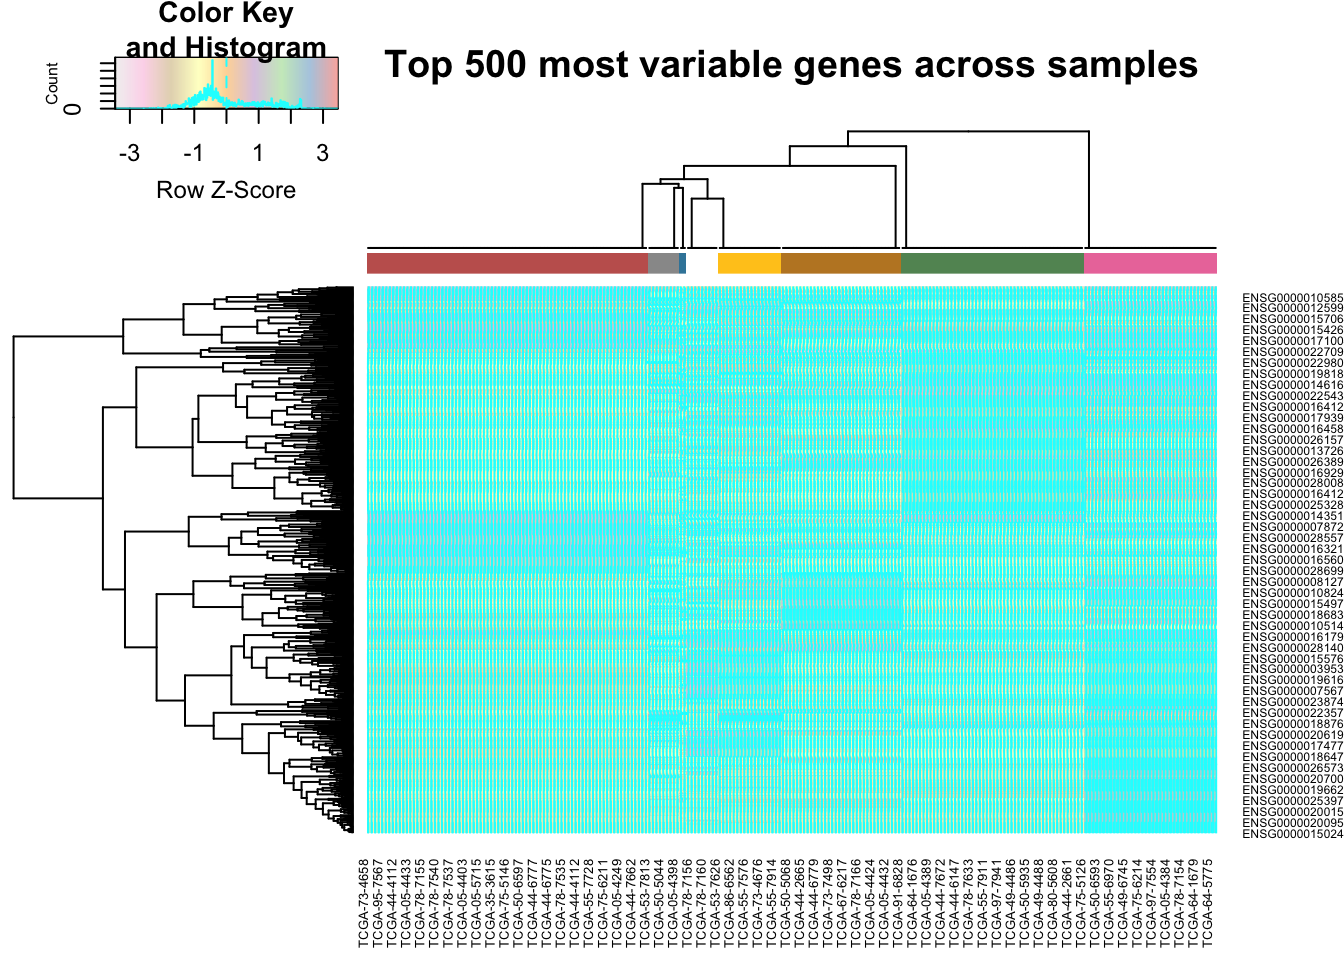 Color Key
and Histogram
Count
0
-3 -1 1 3
Row Z-Score
Top 500 most variable genes across samples
ENSG0000010585
ENSG0000012599
ENSG0000015706
ENSG0000015426
ENSG0000017100
ENSG0000022709
ENSG0000022980
ENSG0000019818
ENSG0000014616
ENSG0000022543
ENSG0000016412
ENSG0000017939
ENSG0000016458
ENSG0000026157
ENSG0000013726
ENSG0000026389
ENSG0000016929
ENSG0000028008
ENSG0000016412
ENSG0000025328
ENSG0000014351
ENSG0000007872
ENSG0000028557
ENSG0000016321
ENSG0000016560
ENSG0000028699
ENSG0000008127
ENSG0000010824
ENSG0000015497
ENSG0000018683
ENSG0000010514
ENSG0000016179
ENSG0000028140
ENSG0000015576
ENSG0000003953
ENSG0000019616
ENSG0000007567
ENSG0000023874
ENSG0000022357
ENSG0000018876
ENSG0000020619
ENSG0000017477
ENSG0000018647
ENSG0000026573
ENSG0000020700
ENSG0000019662
ENSG0000025397
ENSG0000020015
ENSG0000020095
ENSG0000015024
TCGA-73-4658
TCGA-95-7567
TCGA-44-4112
TCGA-05-4433
TCGA-78-7155
TCGA-78-7540
TCGA-78-7537
TCGA-05-4403
TCGA-05-5715
TCGA-35-3615
TCGA-75-5146
TCGA-50-6597
TCGA-44-6777
TCGA-44-6775
TCGA-78-7535
TCGA-44-4112
TCGA-55-7728
TCGA-75-6211
TCGA-05-4249
TCGA-44-7662
TCGA-53-7813
TCGA-50-5044
TCGA-05-4398
TCGA-78-7156
TCGA-78-7160
TCGA-53-7626
TCGA-86-6562
TCGA-55-7576
TCGA-73-4676
TCGA-55-7914
TCGA-50-5068
TCGA-44-2665
TCGA-44-6779
TCGA-73-7498
TCGA-67-6217
TCGA-78-7166
TCGA-05-4424
TCGA-05-4432
TCGA-91-6828
TCGA-64-1676
TCGA-05-4389
TCGA-44-7672
TCGA-44-6147
TCGA-78-7633
TCGA-55-7911
TCGA-97-7941
TCGA-49-4486
TCGA-50-5935
TCGA-49-4488
TCGA-80-5608
TCGA-44-2661
TCGA-75-5126
TCGA-50-6593
TCGA-55-6970
TCGA-49-6745
TCGA-75-6214
TCGA-97-7554
TCGA-05-4384
TCGA-78-7154
TCGA-64-1679
TCGA-64-5775